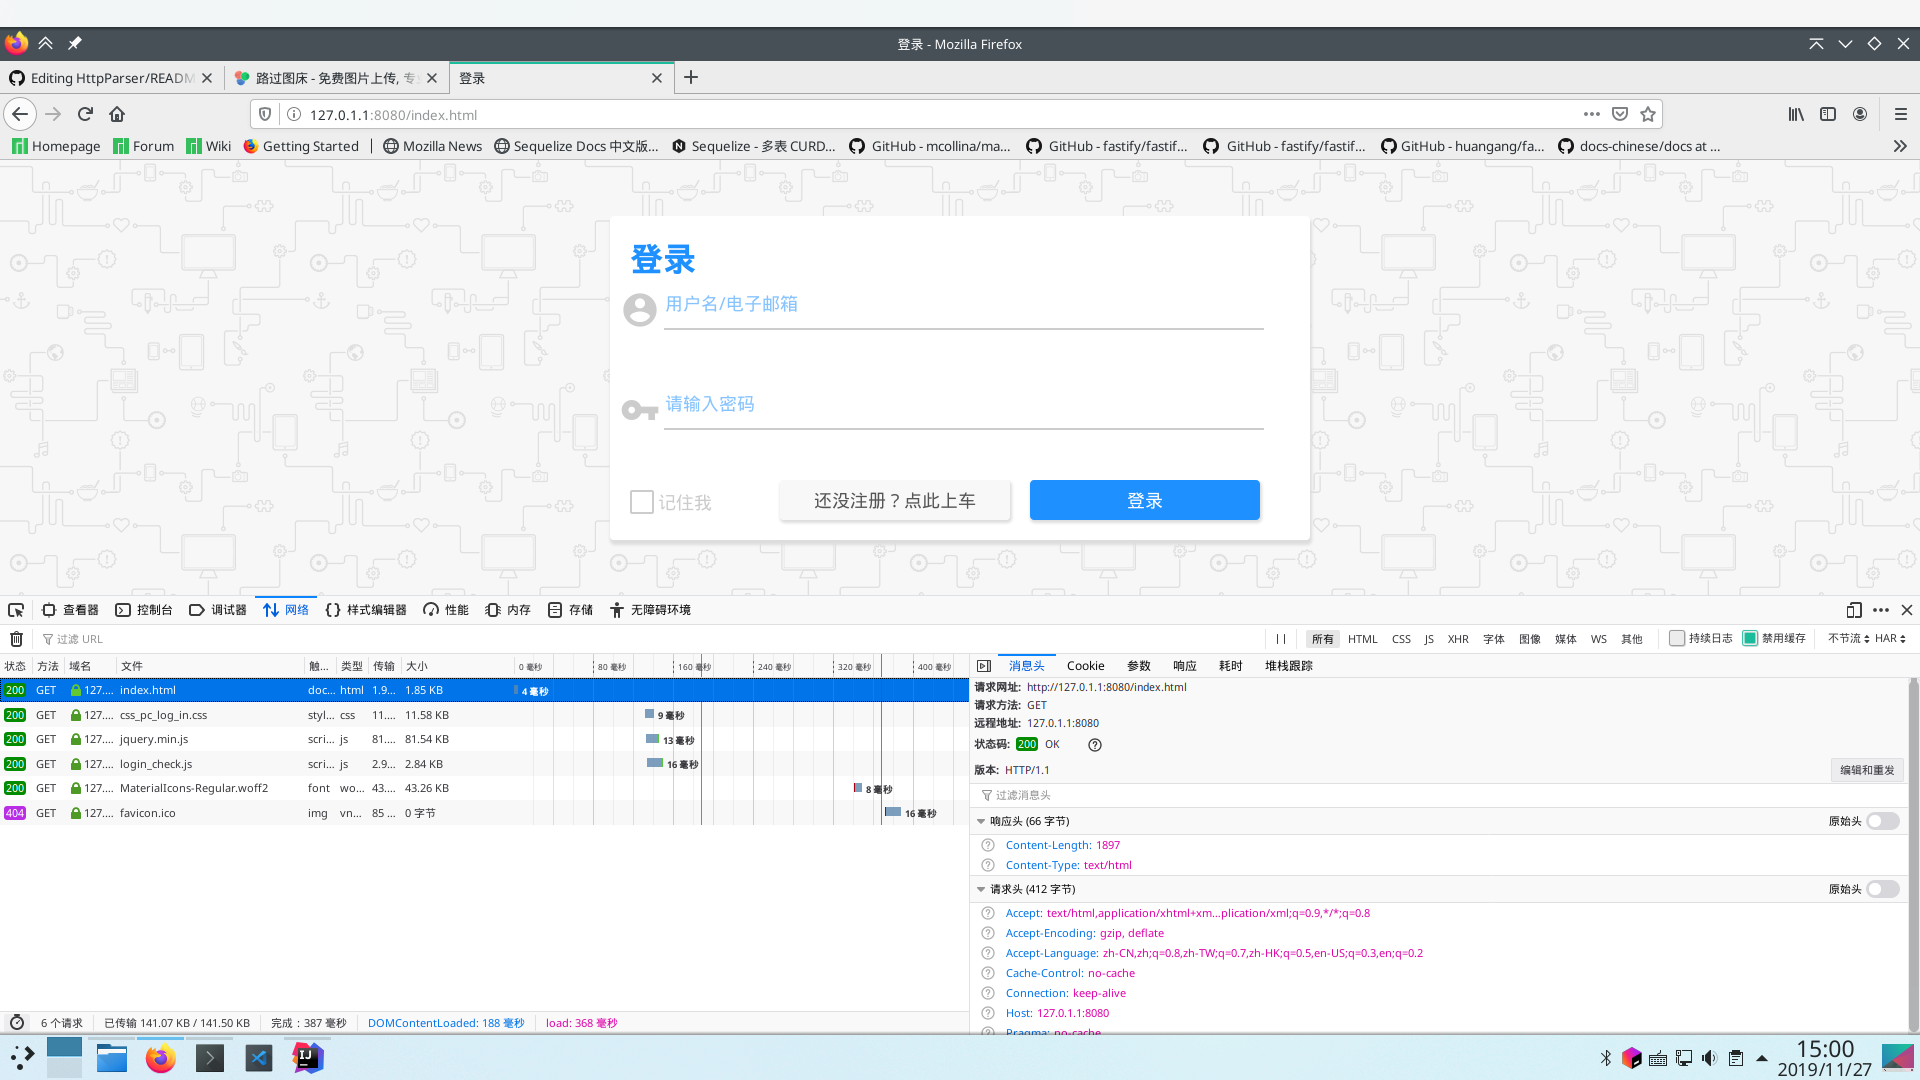 登录 - Mozilla Firefox
Editing HttpParser/READM
路过图床 - 免费图片上传, 专
登录
127.0.1.1:8080/index.html
Homepage Forum Wiki Getting Started Mozilla News Sequelize Docs 中文版... Sequelize - 多表 CURD... GitHub - mcollina/ma... GitHub - fastify/fastif... GitHub - fastify/fastif... GitHub - huangang/fa... docs-chinese/docs at ...
登录
用户名/电子邮箱
请输入密码
记住我 还没注册？点此上车 登录
查看器 控制台 调试器 网络 样式编辑器 性能 内存 存储 无障碍环境
过滤 URL 所有 HTML CSS JS XHR 字体 图像 媒体 WS 其他 持续日志 禁用缓存 不节流 HAR
状态 方法 域名 文件 触... 类型 传输 大小 0 毫秒 80 毫秒 160 毫秒 240 毫秒 320 毫秒 400 毫秒
200 GET 127.... index.html doc... html 1.9... 1.85 KB 4 毫秒
200 GET 127.... css_pc_log_in.css styl... css 11.... 11.58 KB 9 毫秒
200 GET 127.... jquery.min.js scri... js 81.... 81.54 KB 13 毫秒
200 GET 127.... login_check.js scri... js 2.9... 2.84 KB 16 毫秒
200 GET 127.... MaterialIcons-Regular.woff2 font wo... 43.... 43.26 KB 8 毫秒
404 GET 127.... favicon.ico img vn... 85 ... 0 字节 16 毫秒
6 个请求 已传输 141.07 KB / 141.50 KB 完成：387 毫秒 DOMContentLoaded: 188 毫秒 load: 368 毫秒
消息头 Cookie 参数 响应 耗时 堆栈跟踪
请求网址: http://127.0.1.1:8080/index.html
请求方法: GET
远程地址: 127.0.1.1:8080
状态码: 200 OK
版本: HTTP/1.1 编辑和重发
过滤消息头
响应头 (66 字节) 原始头
Content-Length: 1897
Content-Type: text/html
请求头 (412 字节) 原始头
Accept: text/html,application/xhtml+xm...plication/xml;q=0.9,*/*;q=0.8
Accept-Encoding: gzip, deflate
Accept-Language: zh-CN,zh;q=0.8,zh-TW;q=0.7,zh-HK;q=0.5,en-US;q=0.3,en;q=0.2
Cache-Control: no-cache
Connection: keep-alive
Host: 127.0.1.1:8080
Pragma: no-cache
IJ
15:00
2019/11/27